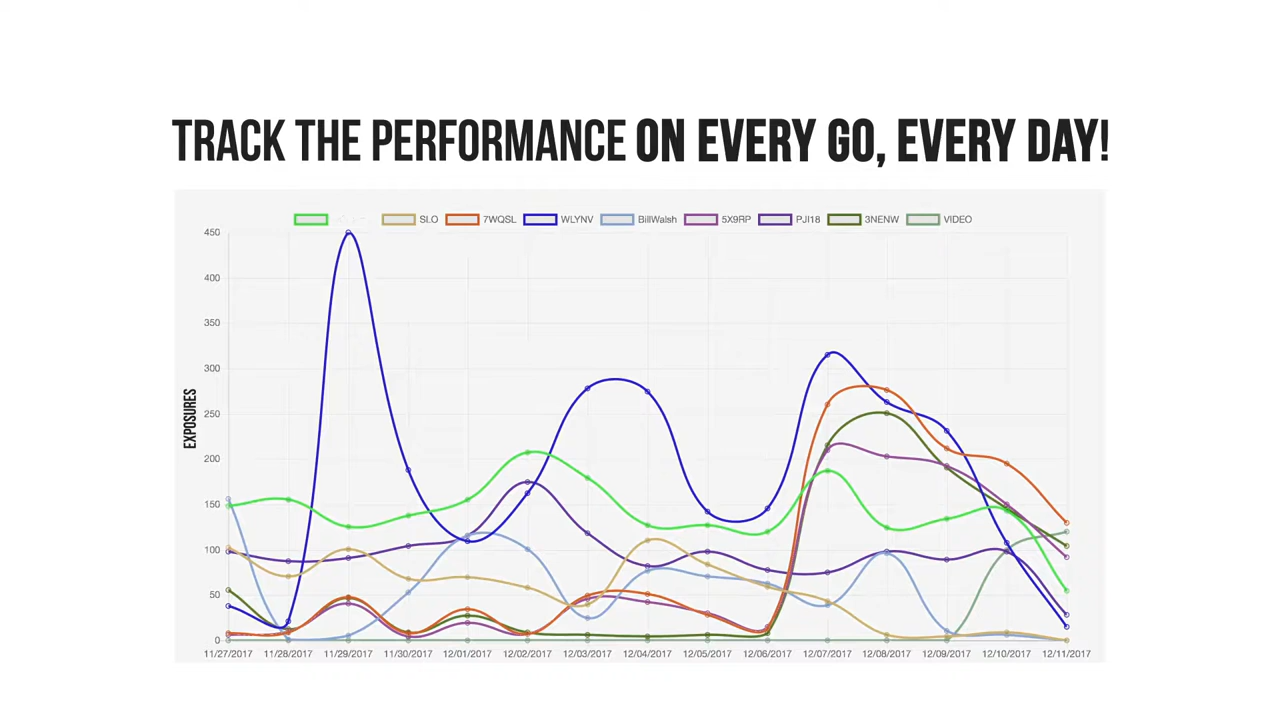 TRACK THE PERFORMANCE ON EVERY GO, EVERY DAY!
SLO 7WQSL WLYNV BillWalsh 5X9RP PJI18 3NENW VIDEO
450
400
350
300
250
200
150
100
50
0
EXPOSURES
11/27/2017 11/28/2017 11/29/2017 11/30/2017 12/01/2017 12/02/2017 12/03/2017 12/04/2017 12/05/2017 12/06/2017 12/07/2017 12/08/2017 12/09/2017 12/10/2017 12/11/2017